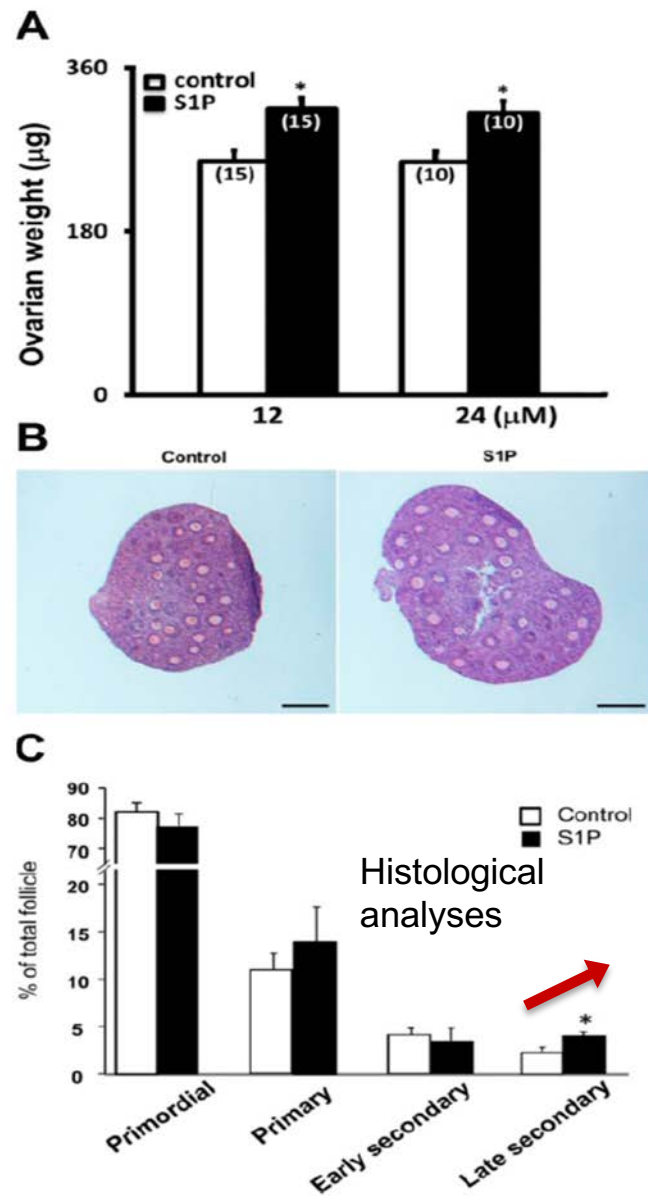 A
360
control
S1P
*
*
(15)
(10)
(15)
(10)
180
Ovarian weight (μg)
0
12
24 (μM)
B
Control
S1P
C
90
80
70
20
15
10
5
0
% of total follicle
Control
S1P
Histological
analyses
*
Primordial
Primary
Early secondary
Late secondary